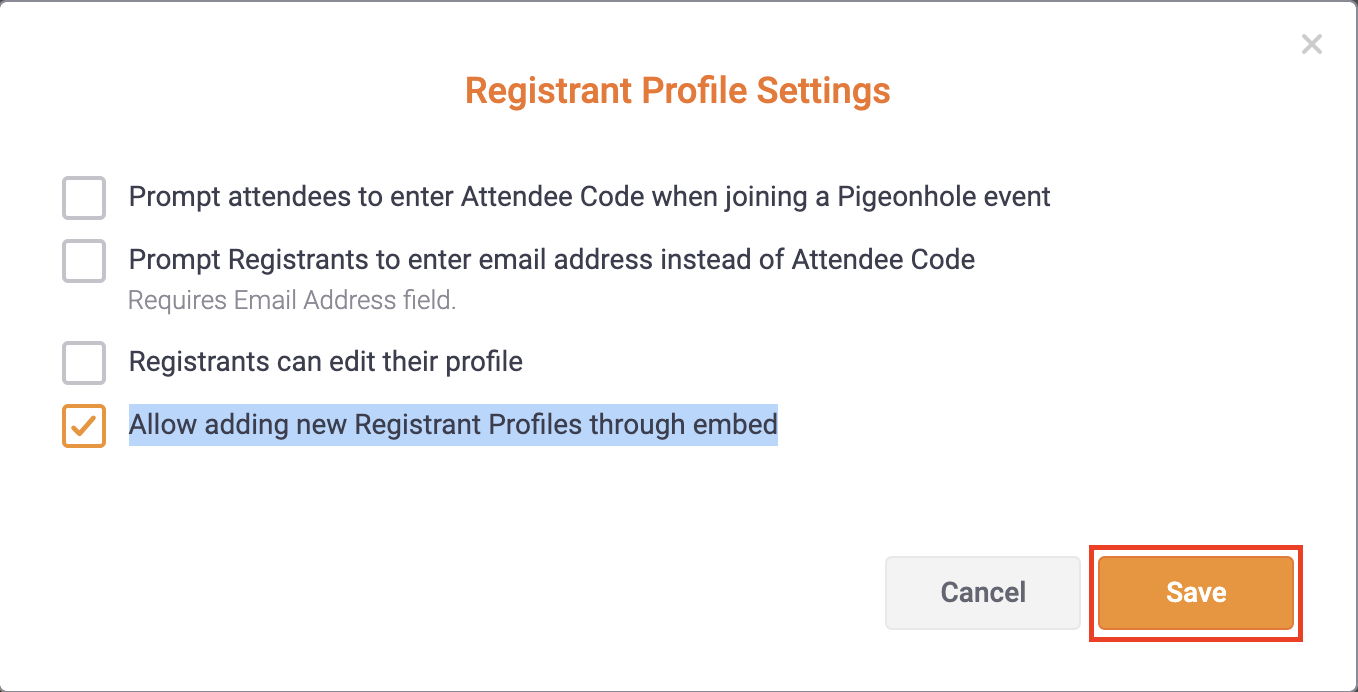 Registrant Profile Settings
Prompt attendees to enter Attendee Code when joining a Pigeonhole event
Prompt Registrants to enter email address instead of Attendee Code
Requires Email Address field.
Registrants can edit their profile
Allow adding new Registrant Profiles through embed
Cancel
Save